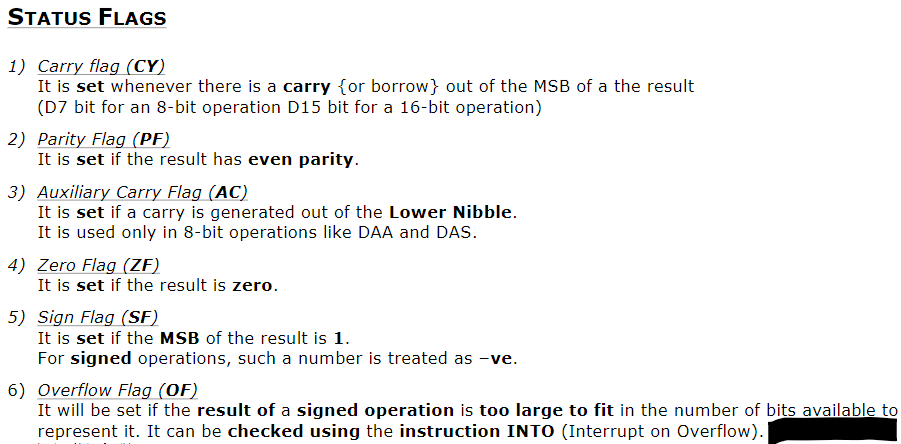 STATUS FLAGS
1) Carry flag (CY)
It is set whenever there is a carry {or borrow} out of the MSB of a the result
(D7 bit for an 8-bit operation D15 bit for a 16-bit operation)
2) Parity Flag (PF)
It is set if the result has even parity.
3) Auxiliary Carry Flag (AC)
It is set if a carry is generated out of the Lower Nibble.
It is used only in 8-bit operations like DAA and DAS.
4) Zero Flag (ZF)
It is set if the result is zero.
5) Sign Flag (SF)
It is set if the MSB of the result is 1.
For signed operations, such a number is treated as –ve.
6) Overflow Flag (OF)
It will be set if the result of a signed operation is too large to fit in the number of bits available to
represent it. It can be checked using the instruction INTO (Interrupt on Overflow).